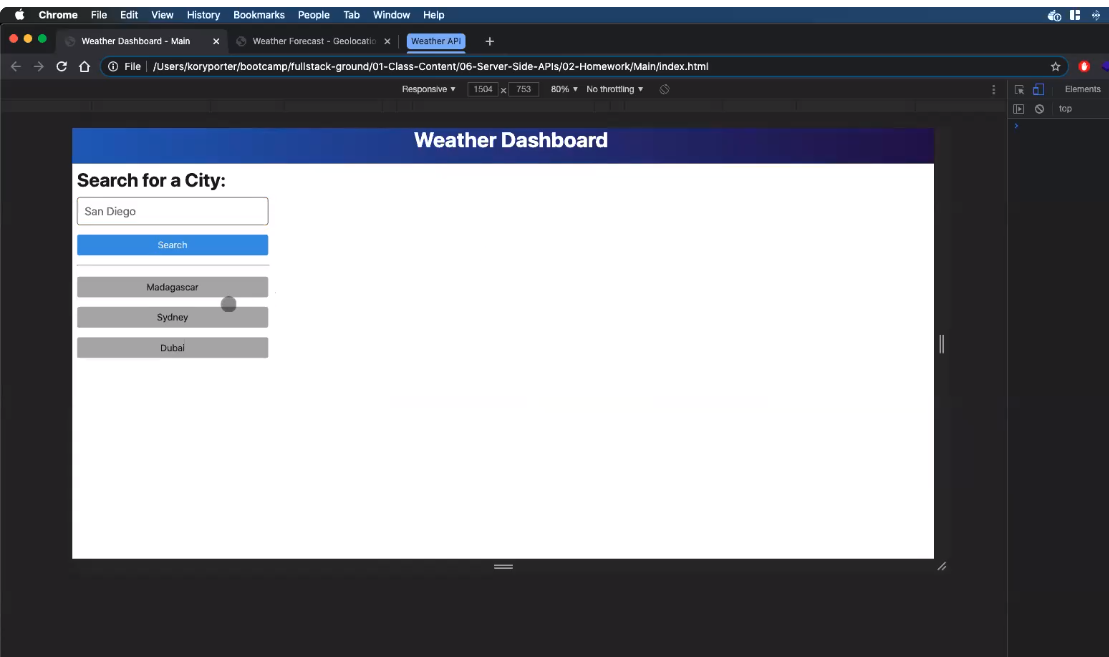 Chrome File Edit View History Bookmarks People Tab Window Help
Weather Dashboard - Main × Weather Forecast - Geolocatio × Weather API +
File /Users/koryporter/bootcamp/fullstack-ground/01-Class-Content/06-Server-Side-APIs/02-Homework/Main/index.html
Responsive ▼ 1504 x 753 80% ▼ No throttling ▼ Elements
top
Weather Dashboard
Search for a City:
San Diego
Search
Madagascar
Sydney
Dubai